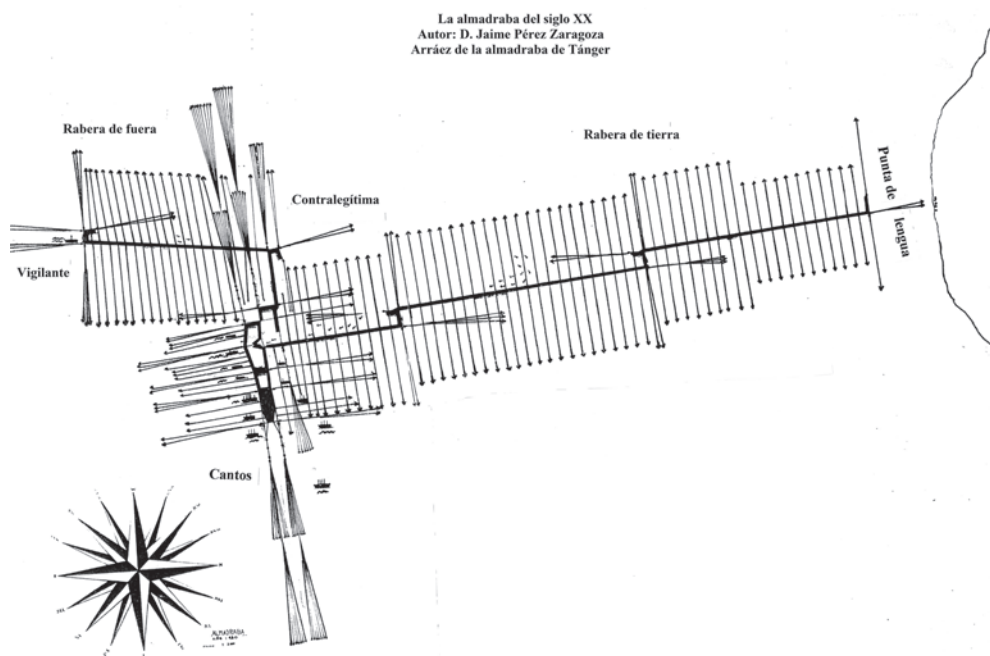 La almadraba del siglo XX
Autor: D. Jaime Pérez Zaragoza
Arráez de la almadraba de Tánger
Rabera de fuera
Rabera de tierra
Contralegítima
Punta de
lengua
Vigilante
Cantos
ALMADRABA